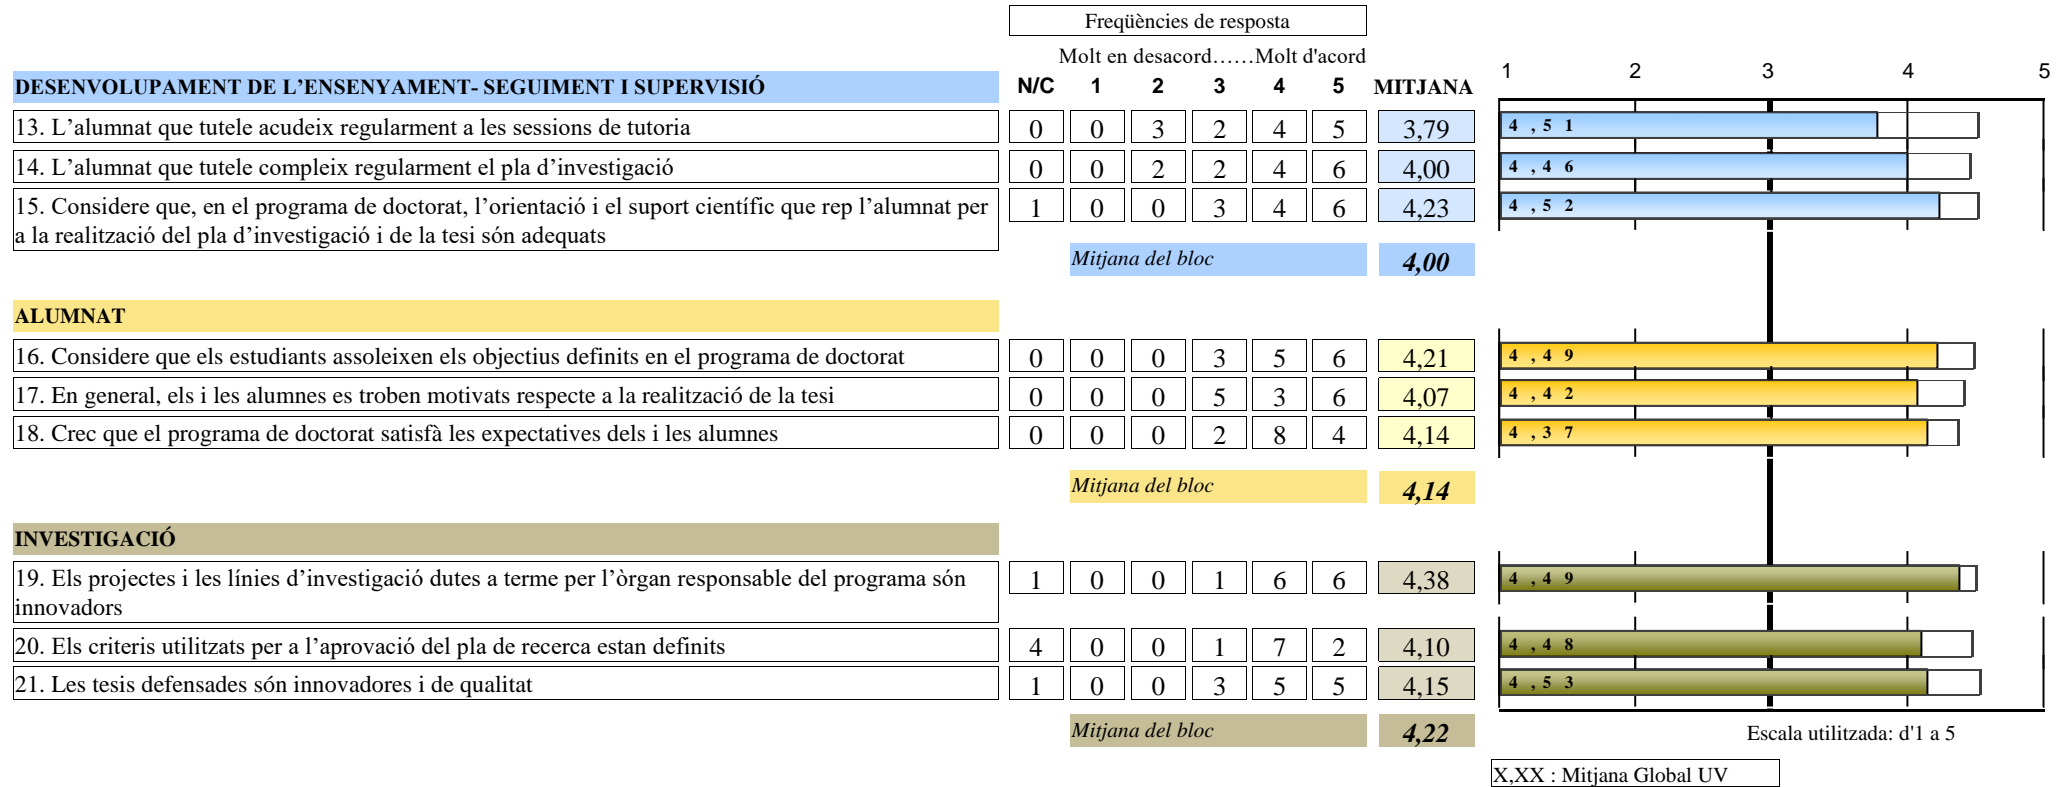 Freqüències de resposta
Molt en desacord……Molt d'acord
DESENVOLUPAMENT DE L’ENSENYAMENT- SEGUIMENT I SUPERVISIÓ N/C 1 2 3 4 5 MITJANA 1 2 3 4 5
13. L’alumnat que tutele acudeix regularment a les sessions de tutoria 0 0 3 2 4 5 3,79 4,51
14. L’alumnat que tutele compleix regularment el pla d’investigació 0 0 2 2 4 6 4,00 4,46
15. Considere que, en el programa de doctorat, l’orientació i el suport científic que rep l’alumnat per 1 0 0 3 4 6 4,23 4,52
a la realització del pla d’investigació i de la tesi són adequats
Mitjana del bloc 4,00
ALUMNAT
16. Considere que els estudiants assoleixen els objectius definits en el programa de doctorat 0 0 0 3 5 6 4,21 4,49
17. En general, els i les alumnes es troben motivats respecte a la realització de la tesi 0 0 0 5 3 6 4,07 4,42
18. Crec que el programa de doctorat satisfà les expectatives dels i les alumnes 0 0 0 2 8 4 4,14 4,37
Mitjana del bloc 4,14
INVESTIGACIÓ
19. Els projectes i les línies d’investigació dutes a terme per l’òrgan responsable del programa són 1 0 0 1 6 6 4,38 4,49
innovadors
20. Els criteris utilitzats per a l’aprovació del pla de recerca estan definits 4 0 0 1 7 2 4,10 4,48
21. Les tesis defensades són innovadores i de qualitat 1 0 0 3 5 5 4,15 4,53
Mitjana del bloc 4,22
Escala utilitzada: d'1 a 5
X,XX : Mitjana Global UV